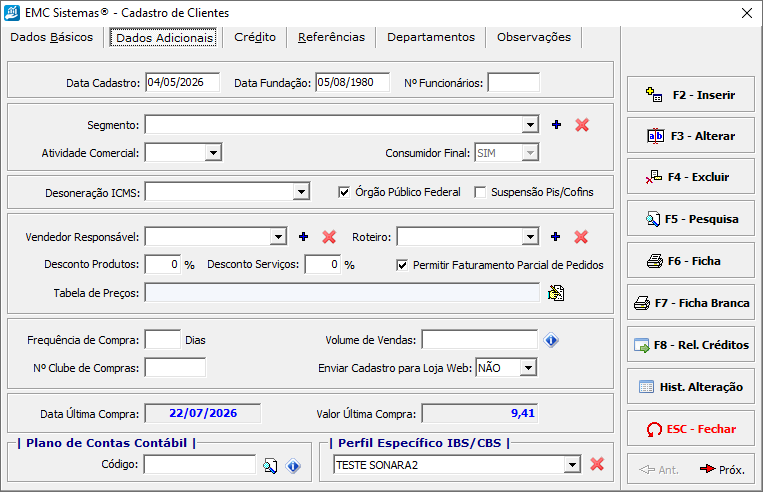 EMC Sistemas® - Cadastro de Clientes
Dados Básicos Dados Adicionais Crédito Referências Departamentos Observações
Data Cadastro: 04/05/2026 Data Fundação: 05/08/1980 Nº Funcionários:
Segmento:
Atividade Comercial: Consumidor Final: SIM
Desoneração ICMS: Órgão Público Federal Suspensão Pis/Cofins
Vendedor Responsável: Roteiro:
Desconto Produtos: 0 % Desconto Serviços: 0 % Permitir Faturamento Parcial de Pedidos
Tabela de Preços:
Frequência de Compra: Dias Volume de Vendas:
Nº Clube de Compras: Enviar Cadastro para Loja Web: NÃO
Data Última Compra: 22/07/2026 Valor Última Compra: 9,41
| Plano de Contas Contábil | | Perfil Específico IBS/CBS |
Código: TESTE SONARA2
F2 - Inserir
F3 - Alterar
F4 - Excluir
F5 - Pesquisa
F6 - Ficha
F7 - Ficha Branca
F8 - Rel. Créditos
Hist. Alteração
ESC - Fechar
Ant. Próx.